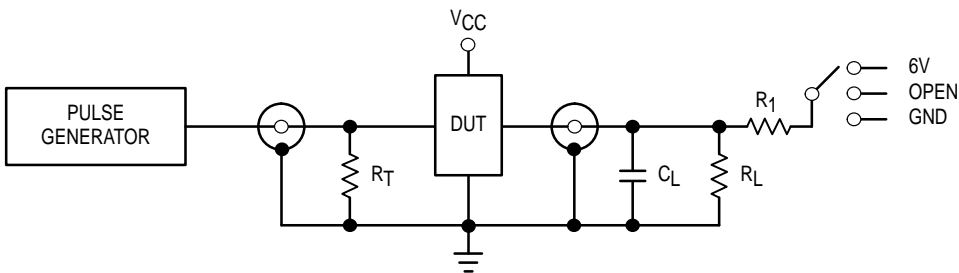 VCC
PULSE
GENERATOR
DUT
RT
CL
RL
R1
6V
OPEN
GND